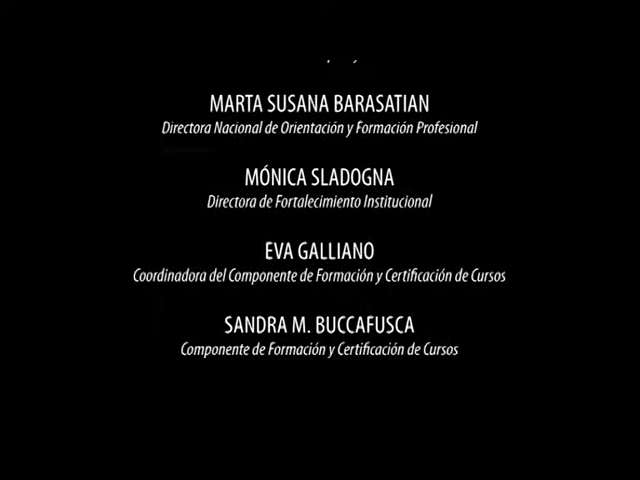 MARTA SUSANA BARASATIAN
Directora Nacional de Orientación y Formación Profesional
MÓNICA SLADOGNA
Directora de Fortalecimiento Institucional
EVA GALLIANO
Coordinadora del Componente de Formación y Certificación de Cursos
SANDRA M. BUCCAFUSCA
Componente de Formación y Certificación de Cursos